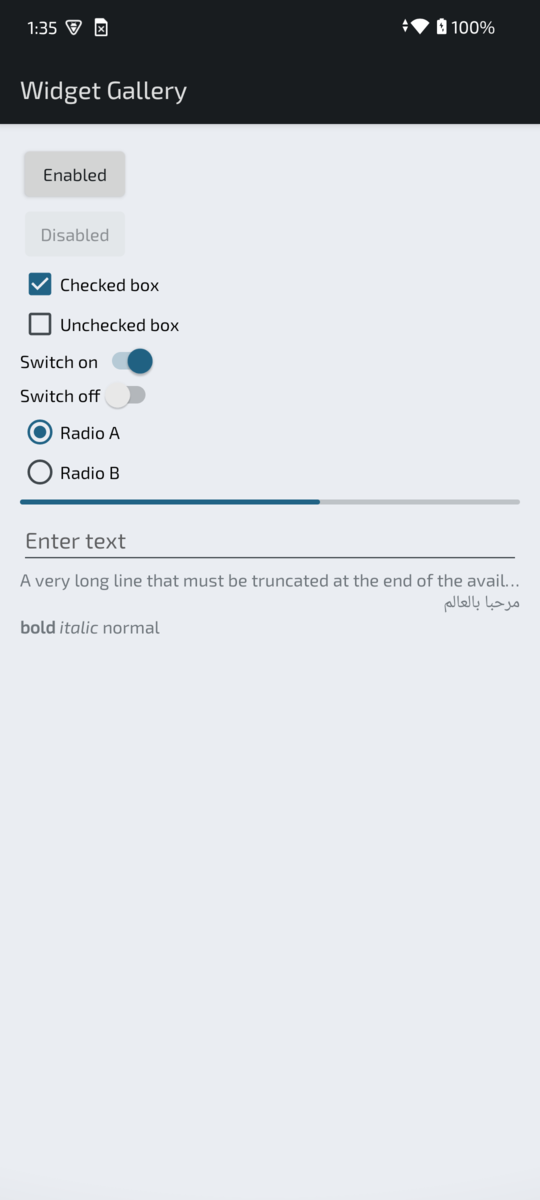 1:35
100%
Widget Gallery
Enabled
Disabled
Checked box
Unchecked box
Switch on
Switch off
Radio A
Radio B
Enter text
A very long line that must be truncated at the end of the avail…
مرحبا بالعالم
bold italic normal